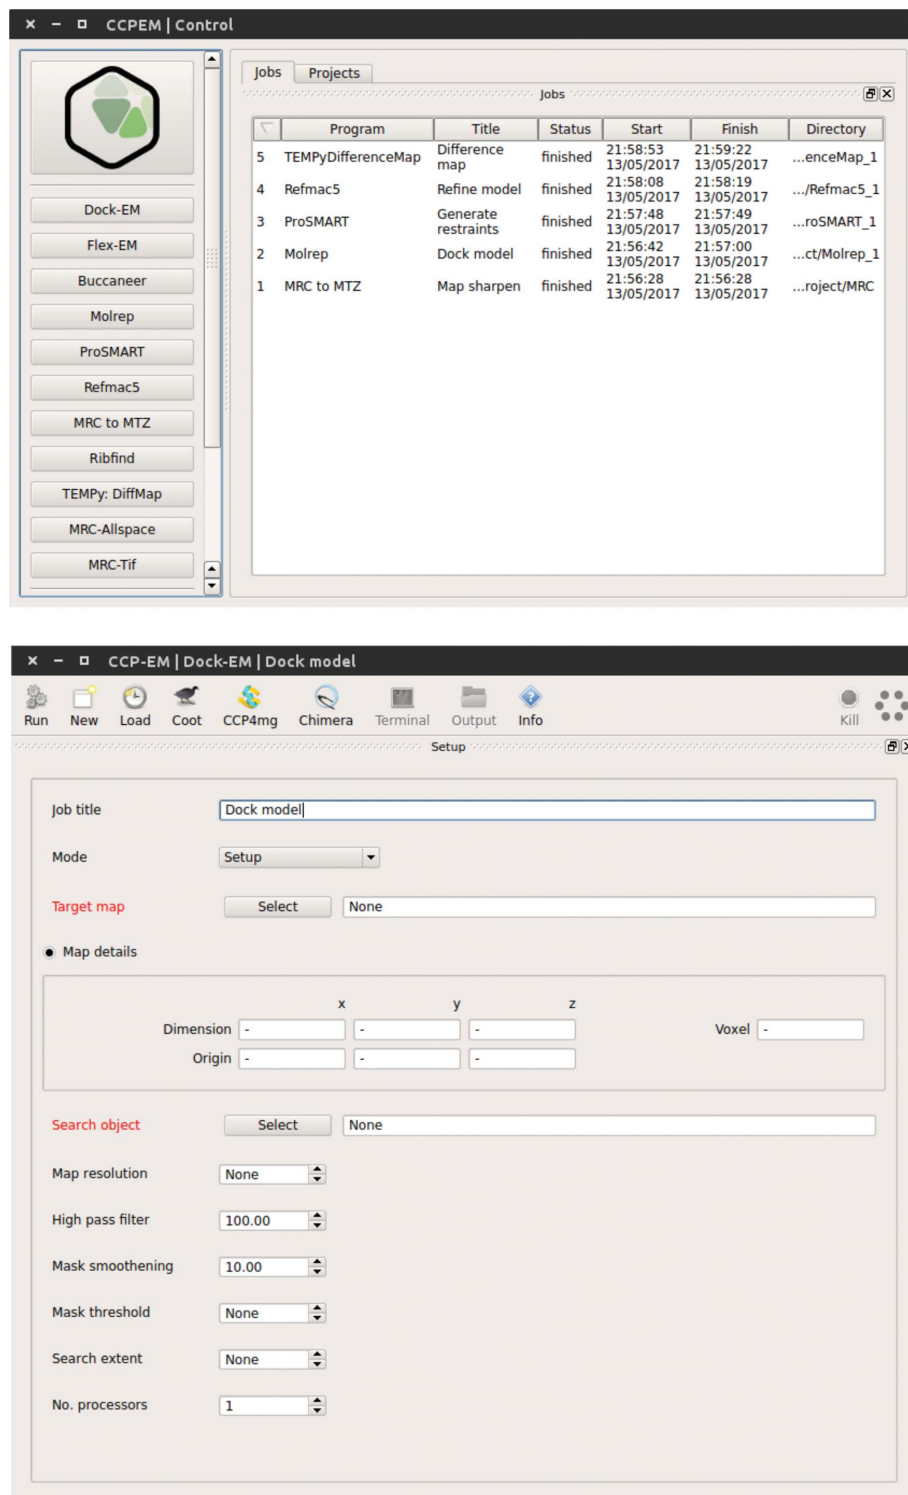 CCPEM | Control
Jobs Projects
Jobs
Program Title Status Start Finish Directory
5 TEMPyDifferenceMap Difference map finished 21:58:53 13/05/2017 21:59:22 13/05/2017 ...enceMap_1
4 Refmac5 Refine model finished 21:58:08 13/05/2017 21:58:19 13/05/2017 .../Refmac5_1
3 ProSMART Generate restraints finished 21:57:48 13/05/2017 21:57:49 13/05/2017 ...roSMART_1
2 Molrep Dock model finished 21:56:42 13/05/2017 21:57:00 13/05/2017 ...ct/Molrep_1
1 MRC to MTZ Map sharpen finished 21:56:28 13/05/2017 21:56:28 13/05/2017 ...roject/MRC
Dock-EM
Flex-EM
Buccaneer
Molrep
ProSMART
Refmac5
MRC to MTZ
Ribfind
TEMPy: DiffMap
MRC-Allspace
MRC-Tif
CCP-EM | Dock-EM | Dock model
Run New Load Coot CCP4mg Chimera Terminal Output Info Kill
Setup
Job title Dock model
Mode Setup
Target map Select None
Map details
x y z
Dimension - - - Voxel -
Origin - - -
Search object Select None
Map resolution None
High pass filter 100.00
Mask smoothening 10.00
Mask threshold None
Search extent None
No. processors 1